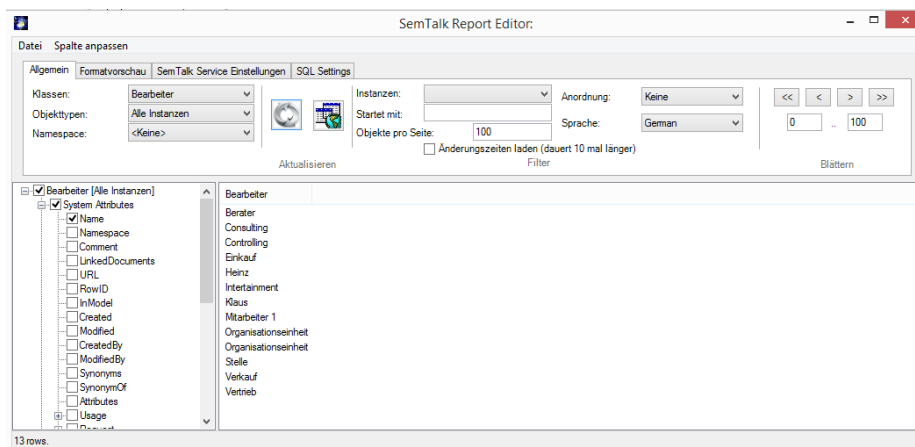 SemTalk Report Editor:
Datei Spalte anpassen
Allgemein Formatvorschau SemTalk Service Einstellungen SQL Settings
Klassen: Bearbeiter Instanzen: Anordnung: Keine << < > >>
Objekttypen: Alle Instanzen Startet mit: Sprache: German 0 .. 100
Namespace: <Keine> Objekte pro Seite: 100
Änderungszeiten laden (dauert 10 mal länger)
Aktualisieren Filter Blättern
Bearbeiter [Alle Instanzen]
System Attributes
Name
Namespace
Comment
LinkedDocuments
URL
RowID
InModel
Created
Modified
CreatedBy
ModifiedBy
Synonyms
SynonymOf
Attributes
Usage
Bearbeiter
Berater
Consulting
Controlling
Einkauf
Heinz
Intertainment
Klaus
Mitarbeiter 1
Organisationseinheit
Organisationseinheit
Stelle
Verkauf
Vertrieb
13 rows.